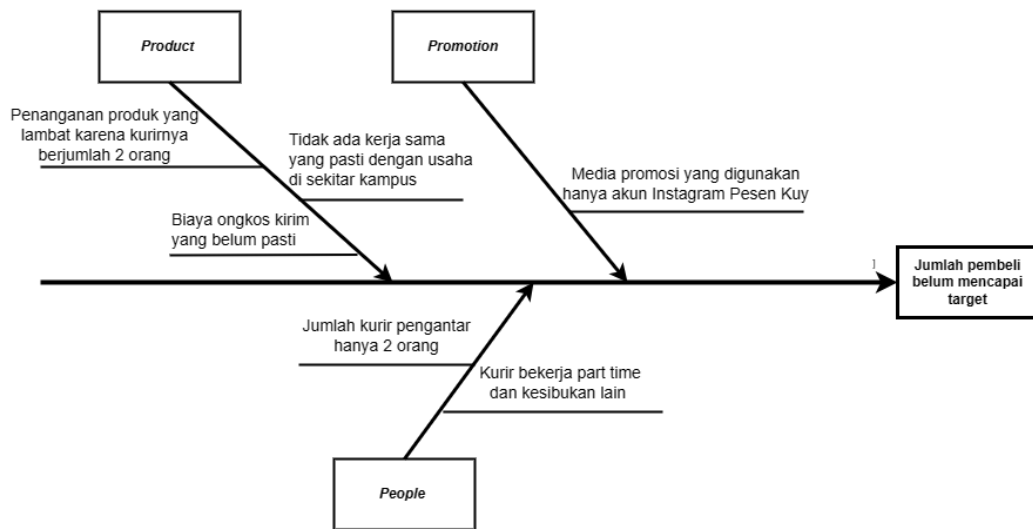 Product
Promotion
Penanganan produk yang
lambat karena kurirnya
berjumlah 2 orang
Tidak ada kerja sama
yang pasti dengan usaha
di sekitar kampus
Biaya ongkos kirim
yang belum pasti
Media promosi yang digunakan
hanya akun Instagram Pesen Kuy
Jumlah pembeli
belum mencapai
target
Jumlah kurir pengantar
hanya 2 orang
Kurir bekerja part time
dan kesibukan lain
People